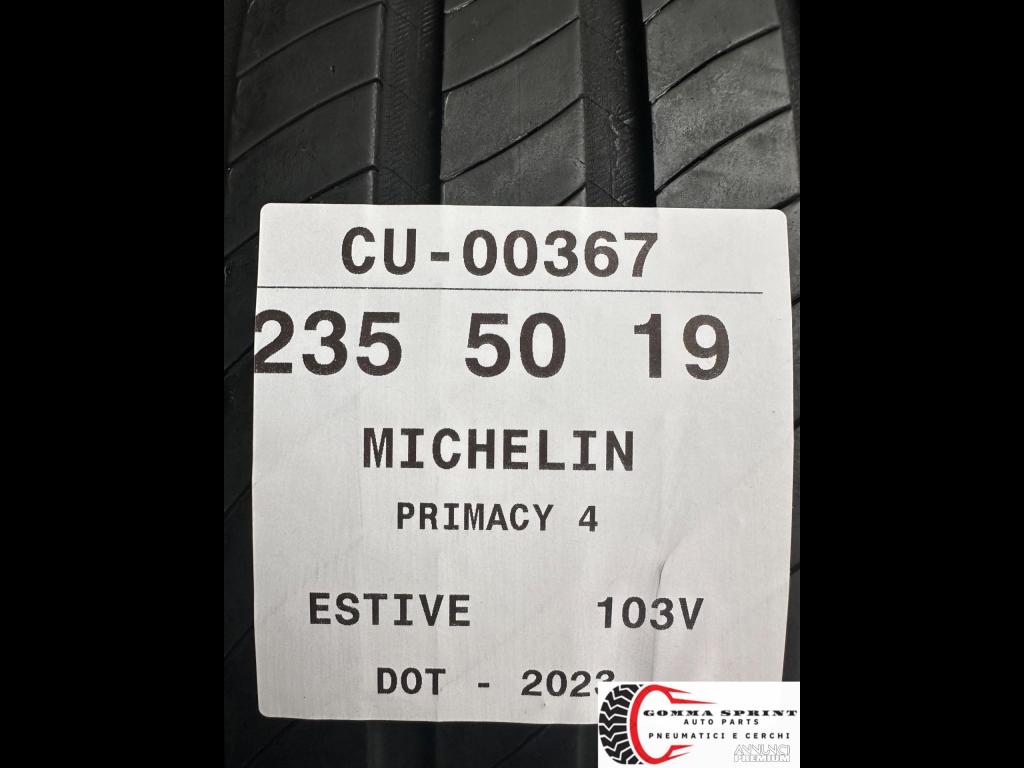 CU-00367
235 50 19
MICHELIN
PRIMACY 4
ESTIVE 103V
DOT - 2023
GOMMA SPRINT
AUTO PARTS
PNEUMATICI E CERCHI
ANNUNCI
PREMIUM